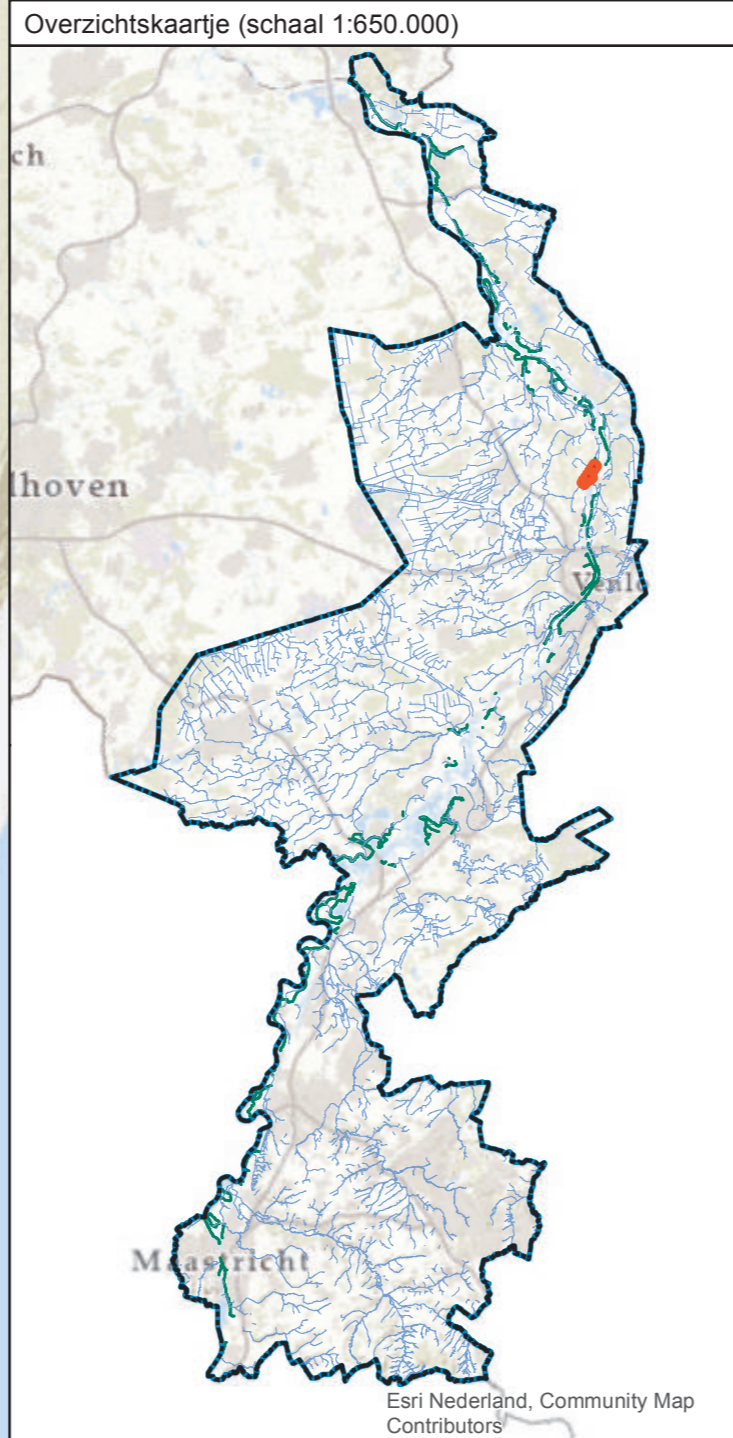 Overzichtskaartje (schaal 1:650.000)
ch
lhoven
Venlo
Maastricht
Esri Nederland, Community Map
Contributors